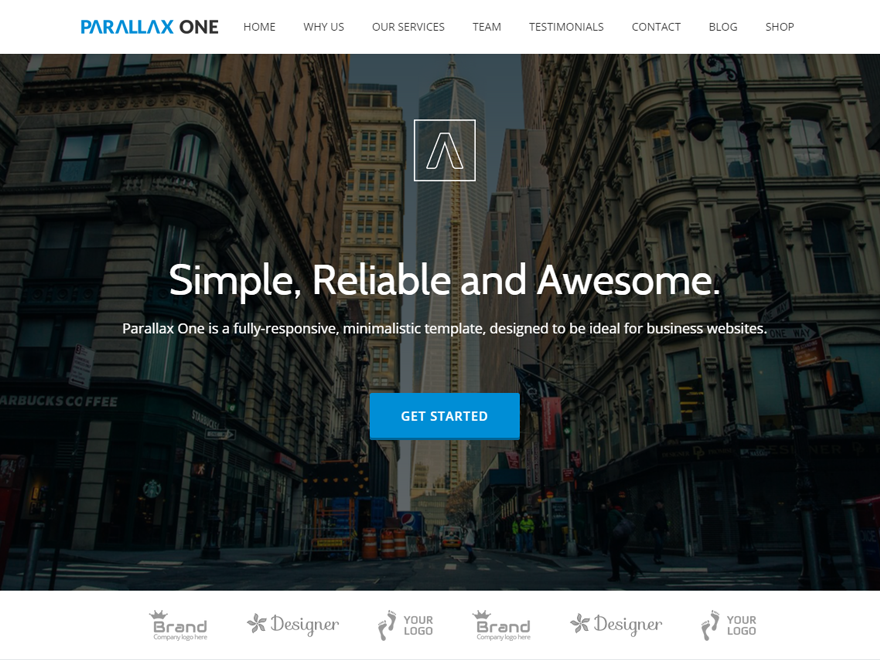 PARALLAX ONE
HOME
WHY US
OUR SERVICES
TEAM
TESTIMONIALS
CONTACT
BLOG
SHOP
Simple, Reliable and Awesome.
Parallax One is a fully-responsive, minimalistic template, designed to be ideal for business websites.
ARBUCKS COFFEE
STARBUCKS
ONE WAY
GET STARTED
Brand
Company logo here
Designer
YOUR
LOGO
Brand
Company logo here
Designer
YOUR
LOGO